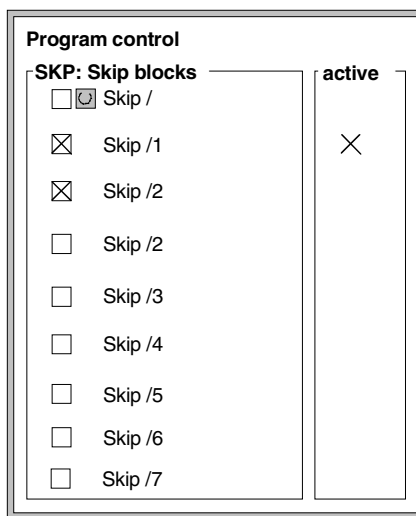 Program control
SKP: Skip blocks
active
Skip /
Skip /1
Skip /2
Skip /2
Skip /3
Skip /4
Skip /5
Skip /6
Skip /7